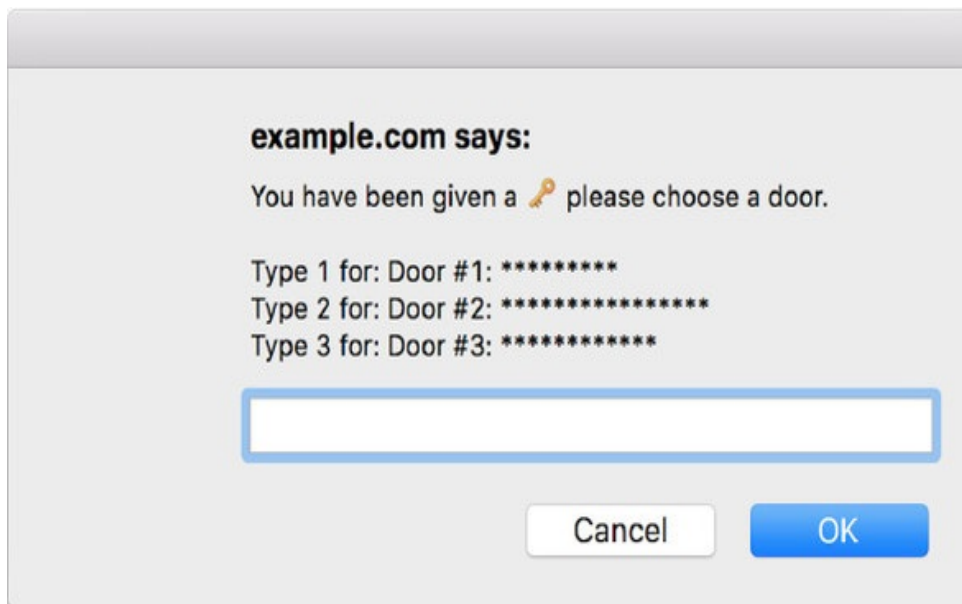 example.com says:
You have been given a 🔑 please choose a door.
Type 1 for: Door #1: *********
Type 2 for: Door #2: ****************
Type 3 for: Door #3: ************
Cancel
OK